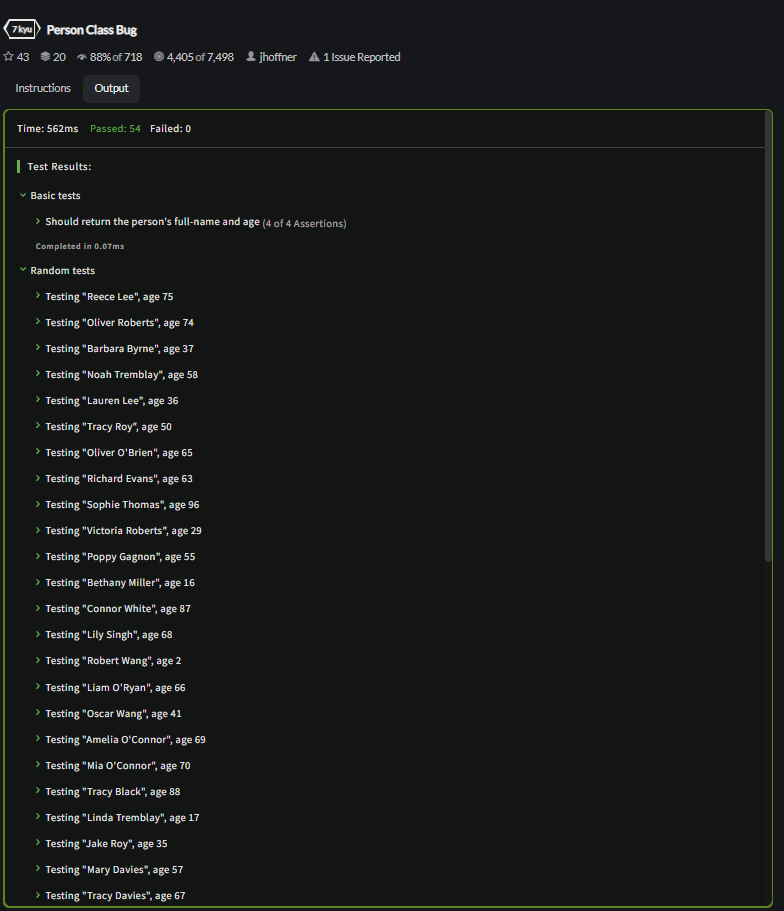 7 kyu Person Class Bug
43 20 88% of 718 4,405 of 7,498 jhoffner 1 Issue Reported
Instructions Output
Time: 562ms Passed: 54 Failed: 0
Test Results:
Basic tests
Should return the person's full-name and age (4 of 4 Assertions)
Completed in 0.07ms
Random tests
Testing "Reece Lee", age 75
Testing "Oliver Roberts", age 74
Testing "Barbara Byrne", age 37
Testing "Noah Tremblay", age 58
Testing "Lauren Lee", age 36
Testing "Tracy Roy", age 50
Testing "Oliver O'Brien", age 65
Testing "Richard Evans", age 63
Testing "Sophie Thomas", age 96
Testing "Victoria Roberts", age 29
Testing "Poppy Gagnon", age 55
Testing "Bethany Miller", age 16
Testing "Connor White", age 87
Testing "Lily Singh", age 68
Testing "Robert Wang", age 2
Testing "Liam O'Ryan", age 66
Testing "Oscar Wang", age 41
Testing "Amelia O'Connor", age 69
Testing "Mia O'Connor", age 70
Testing "Tracy Black", age 88
Testing "Linda Tremblay", age 17
Testing "Jake Roy", age 35
Testing "Mary Davies", age 57
Testing "Tracy Davies", age 67